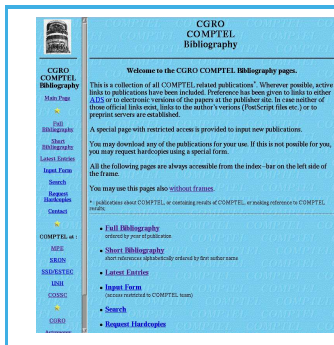 CGRO
COMPTEL
Bibliography
CGRO
COMPTEL
Bibliography
Main Page
Full
Bibliography
Short
Bibliography
Latest Entries
Input Form
Search
Request
Hardcopies
Contact
COMPTEL at :
MPE
SRON
SSD/ESTEC
UNH
COSSC
CGRO
Welcome to the CGRO COMPTEL Bibliography pages.
This is a collection of all COMPTEL related publications*. Wherever possible, active
links to publications have been included. Preference has been given to links to either
ADS or to electronic versions of the papers at the publisher site. In case neither of
those official links exist, links to the author's versions (PostScript files etc.) or to
preprint servers are established.
A special page with restricted access is provided to input new publications.
You may download any of the publications for your use. If this is not possible for you,
you may request hardcopies using a special form.
All the following pages are always accessible from the index-bar on the left side of
the frame.
You may use this pages also without frames.
* : publications about COMPTEL, or containing results of COMPTEL, or making reference to COMPTEL
results.
• Full Bibliography
ordered by year of publication
• Short Bibliography
short references alphabetically ordered by first author name
• Latest Entries
• Input Form
(access restricted to COMPTEL team)
• Search
• Request Hardcopies